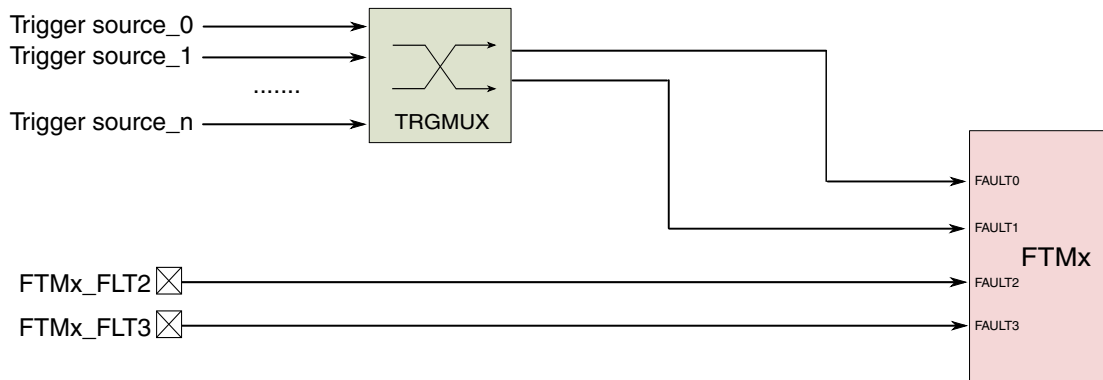 Trigger source_0
Trigger source_1
.......
Trigger source_n
TRGMUX
FAULT0
FAULT1
FTMx
FTMx_FLT2
FAULT2
FTMx_FLT3
FAULT3